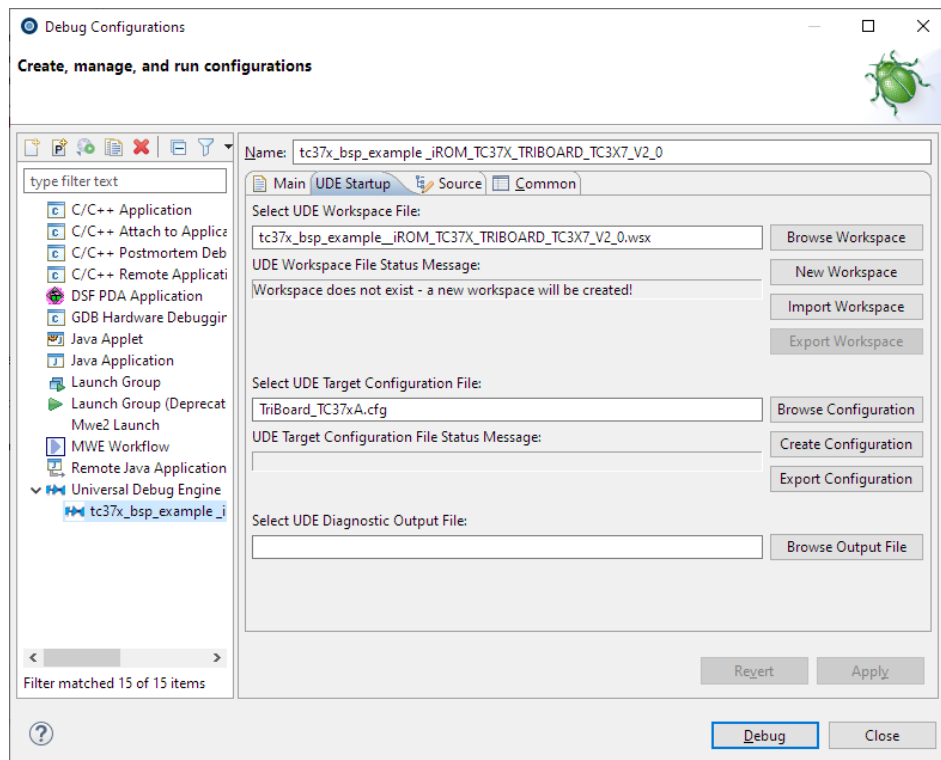 Debug Configurations
Create, manage, and run configurations
type filter text
C/C++ Application
C/C++ Attach to Applica
C/C++ Postmortem Deb
C/C++ Remote Applicati
DSF PDA Application
GDB Hardware Debuggin
Java Applet
Java Application
Launch Group
Launch Group (Deprecat
Mwe2 Launch
MWE Workflow
Remote Java Application
Universal Debug Engine
tc37x_bsp_example _i
Filter matched 15 of 15 items
Name: tc37x_bsp_example _iROM_TC37X_TRIBOARD_TC3X7_V2_0
Main UDE Startup Source Common
Select UDE Workspace File:
tc37x_bsp_example__iROM_TC37X_TRIBOARD_TC3X7_V2_0.wsx Browse Workspace
UDE Workspace File Status Message: New Workspace
Workspace does not exist - a new workspace will be created!
Import Workspace
Export Workspace
Select UDE Target Configuration File:
TriBoard_TC37xA.cfg Browse Configuration
UDE Target Configuration File Status Message: Create Configuration
Export Configuration
Select UDE Diagnostic Output File:
Browse Output File
Revert Apply
? Debug Close